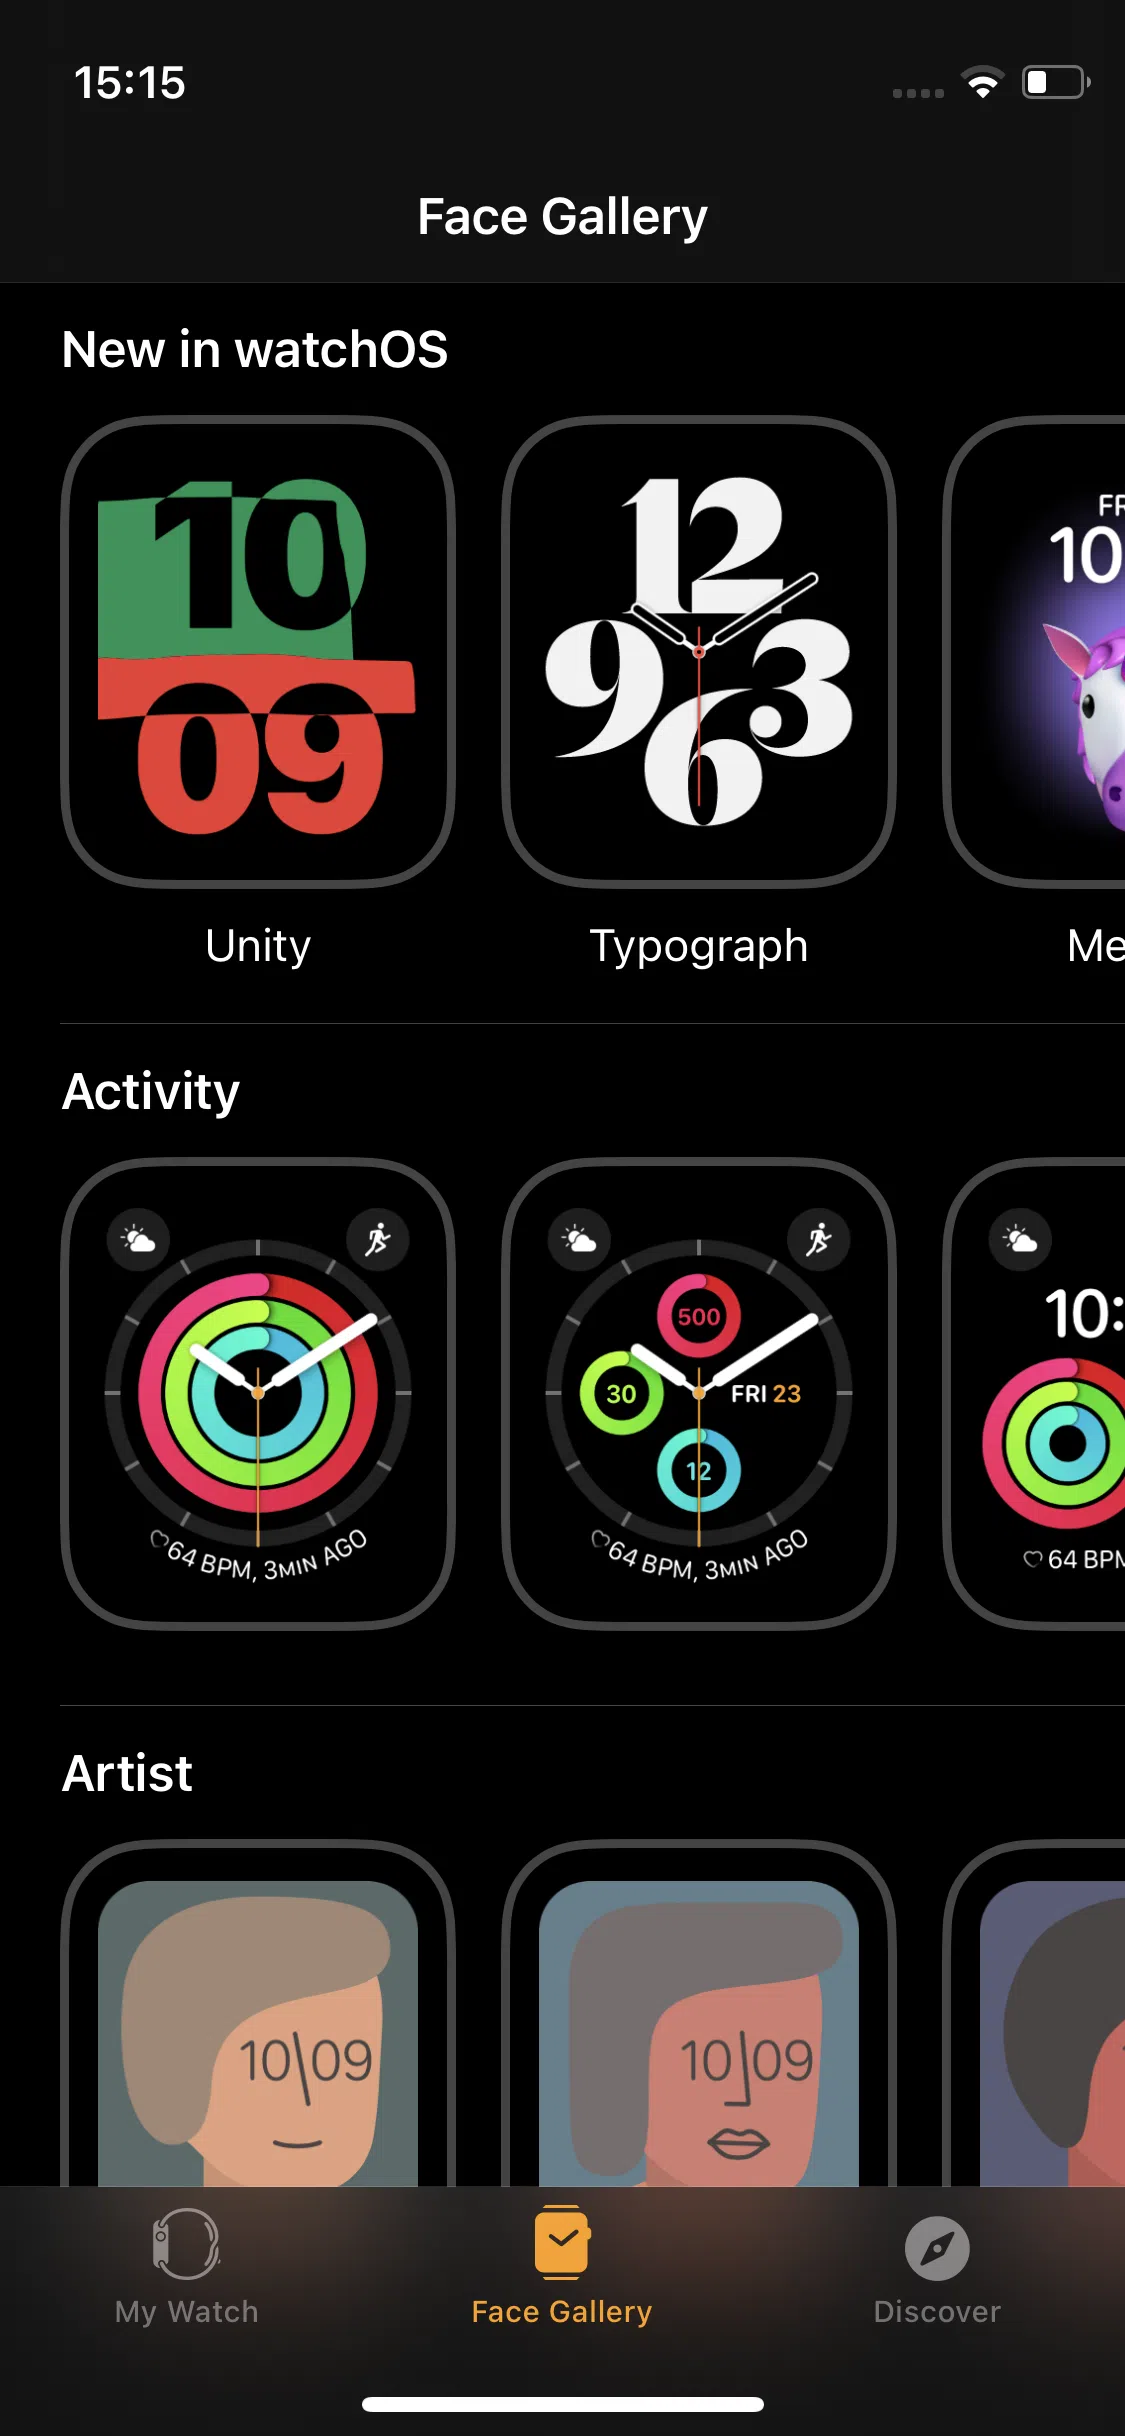 15:15
Face Gallery
New in watchOS
10
09
12
9 3
6
FR
10
Unity
Typograph
Me
Activity
64 BPM, 3MIN AGO
500
30
FRI 23
12
64 BPM, 3MIN AGO
10:
64 BPM
Artist
10 09
10 09
My Watch
Face Gallery
Discover